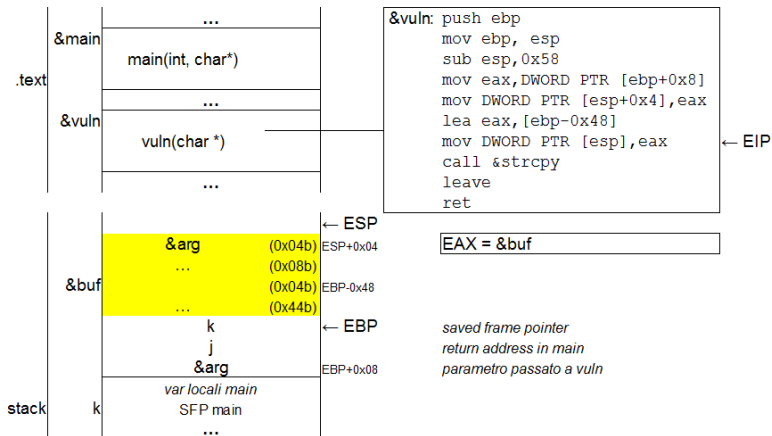 ...
&main
main(int, char*)
.text
...
&vuln
vuln(char *)
...
&vuln: push ebp
mov ebp, esp
sub esp,0x58
mov eax,DWORD PTR [ebp+0x8]
mov DWORD PTR [esp+0x4],eax
lea eax,[ebp-0x48]
mov DWORD PTR [esp],eax ← EIP
call &strcpy
leave
ret
← ESP
&arg (0x04b) ESP+0x04
... (0x08b)
&buf (0x04b) EBP-0x48
... (0x44b)
k ← EBP
j
&arg EBP+0x08
var locali main
stack k SFP main
...
EAX = &buf
saved frame pointer
return address in main
parametro passato a vuln